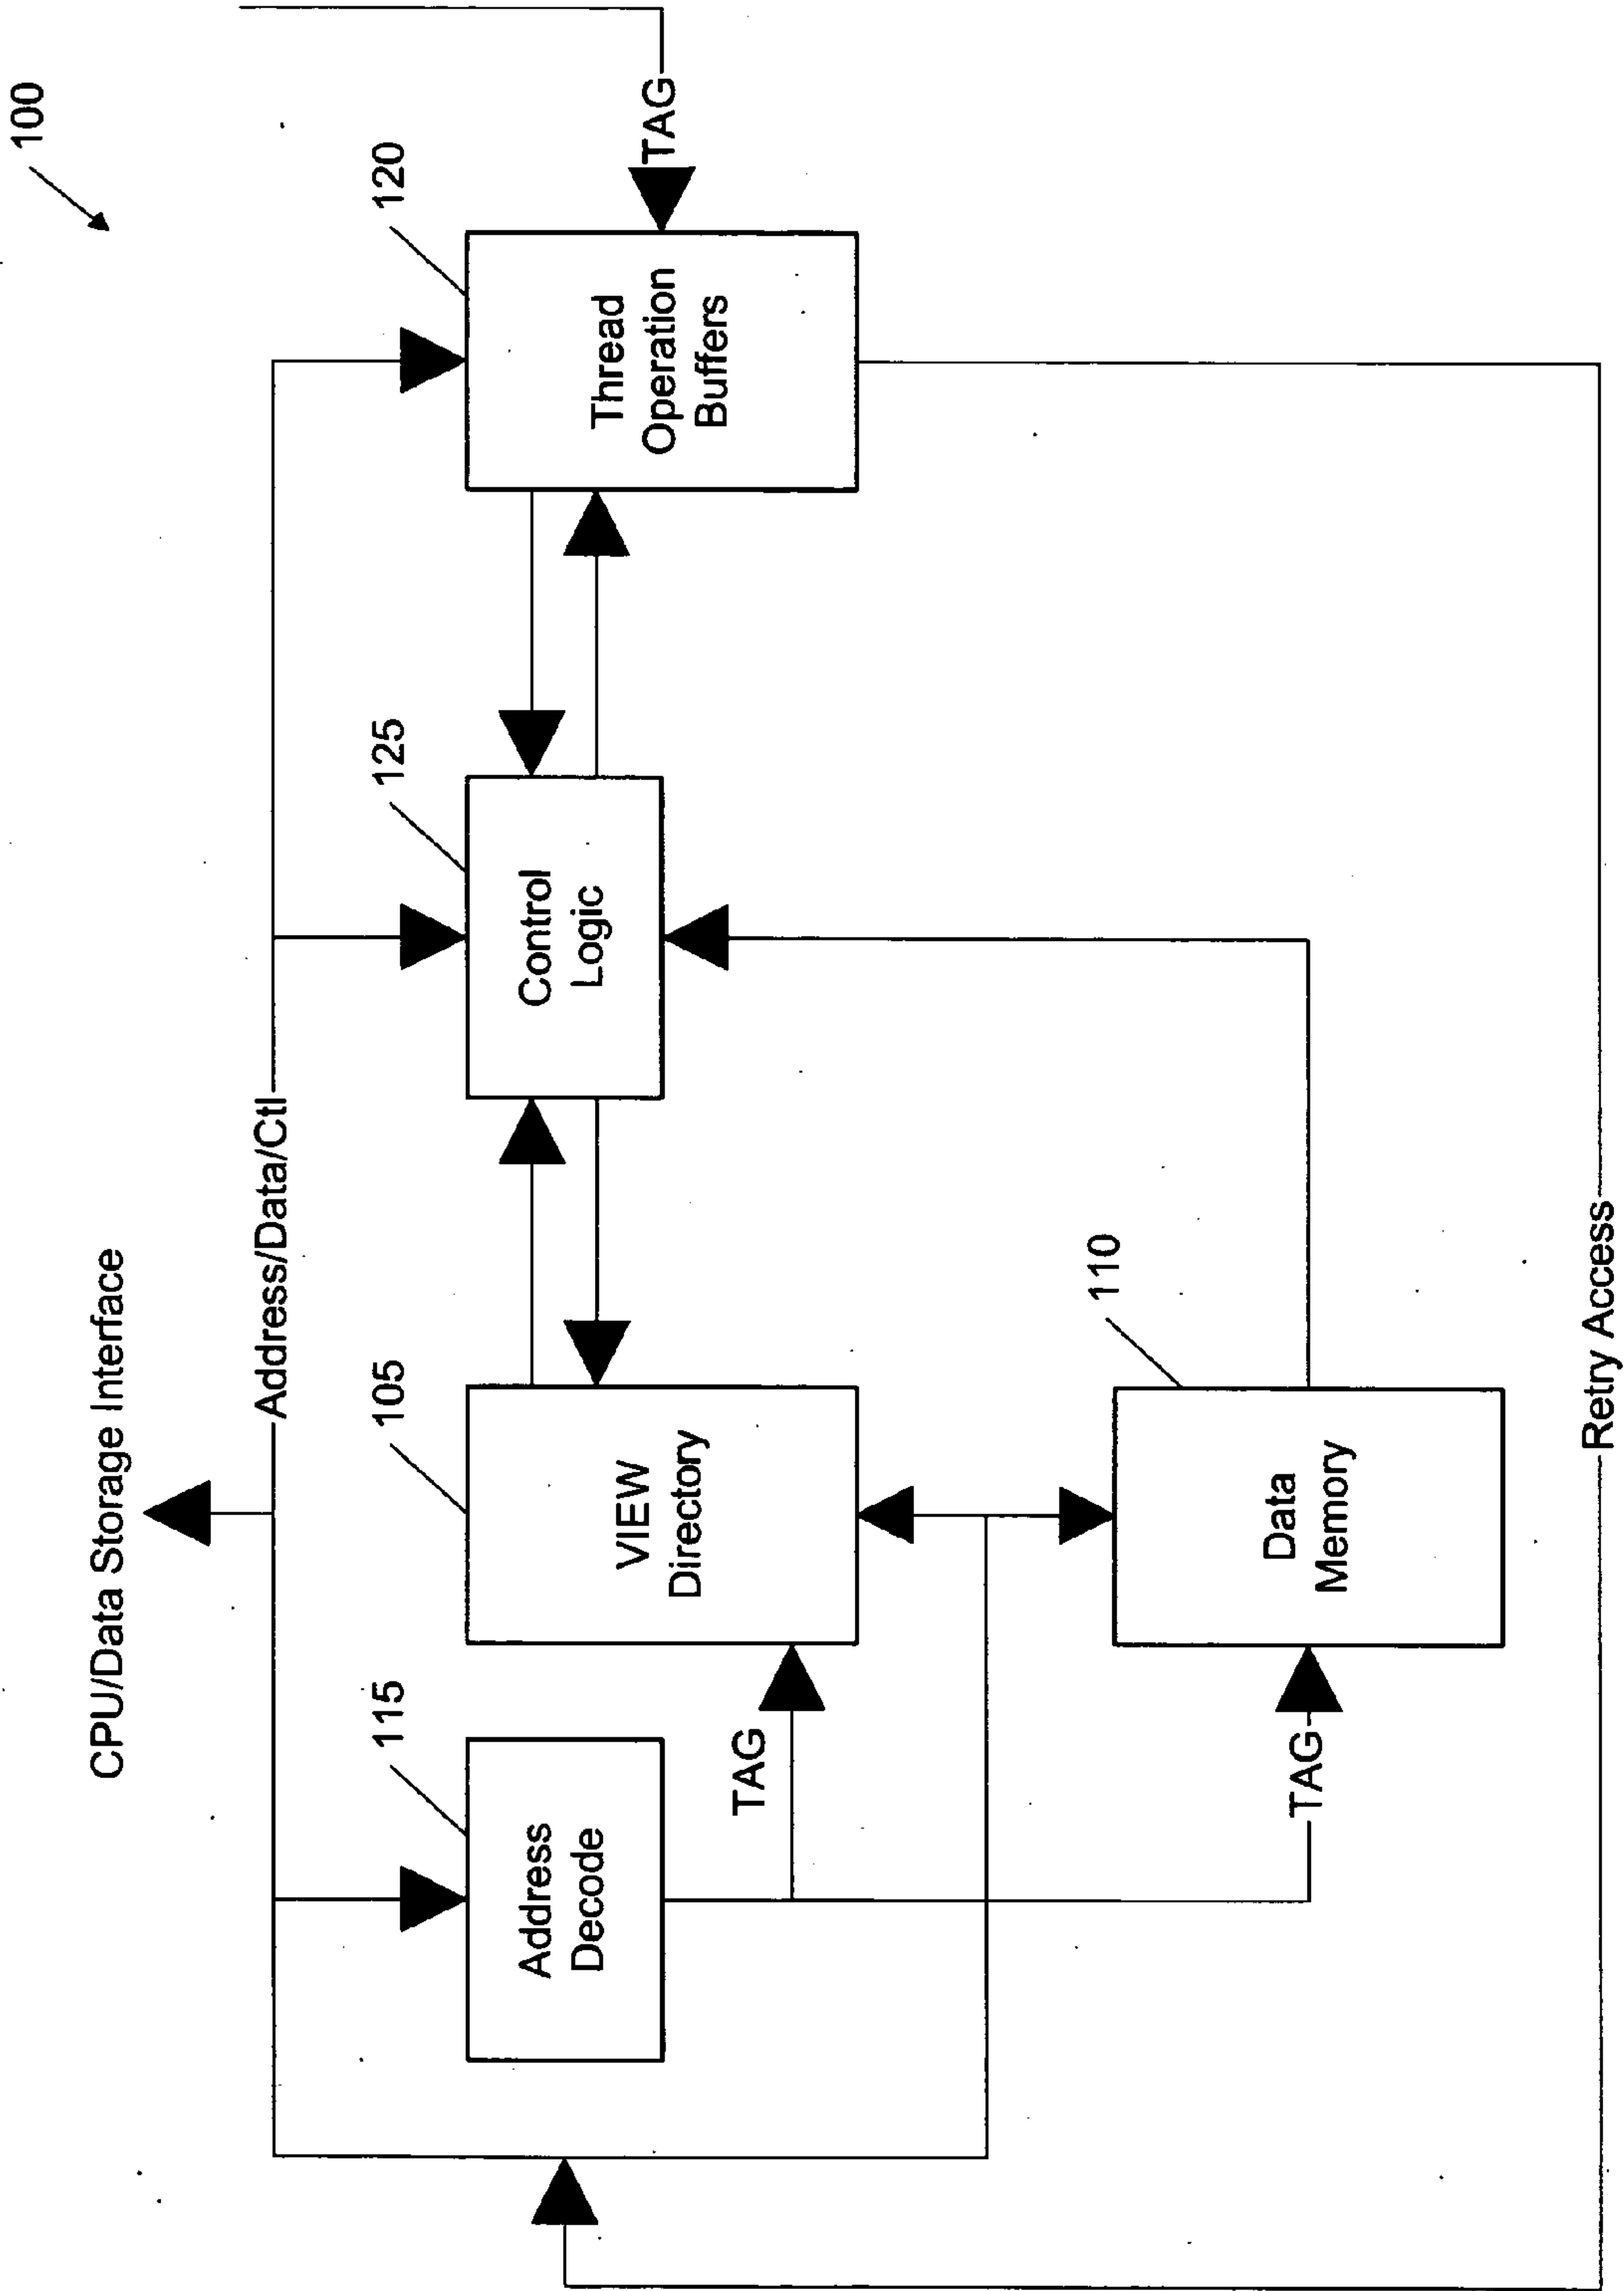 100
CPU/Data Storage Interface
Address/Data/Ctl
115
105
125
120
Address
Decode
VIEW
Directory
Control
Logic
Thread
Operation
Buffers
TAG
TAG
110
Data
Memory
TAG
Retry Access